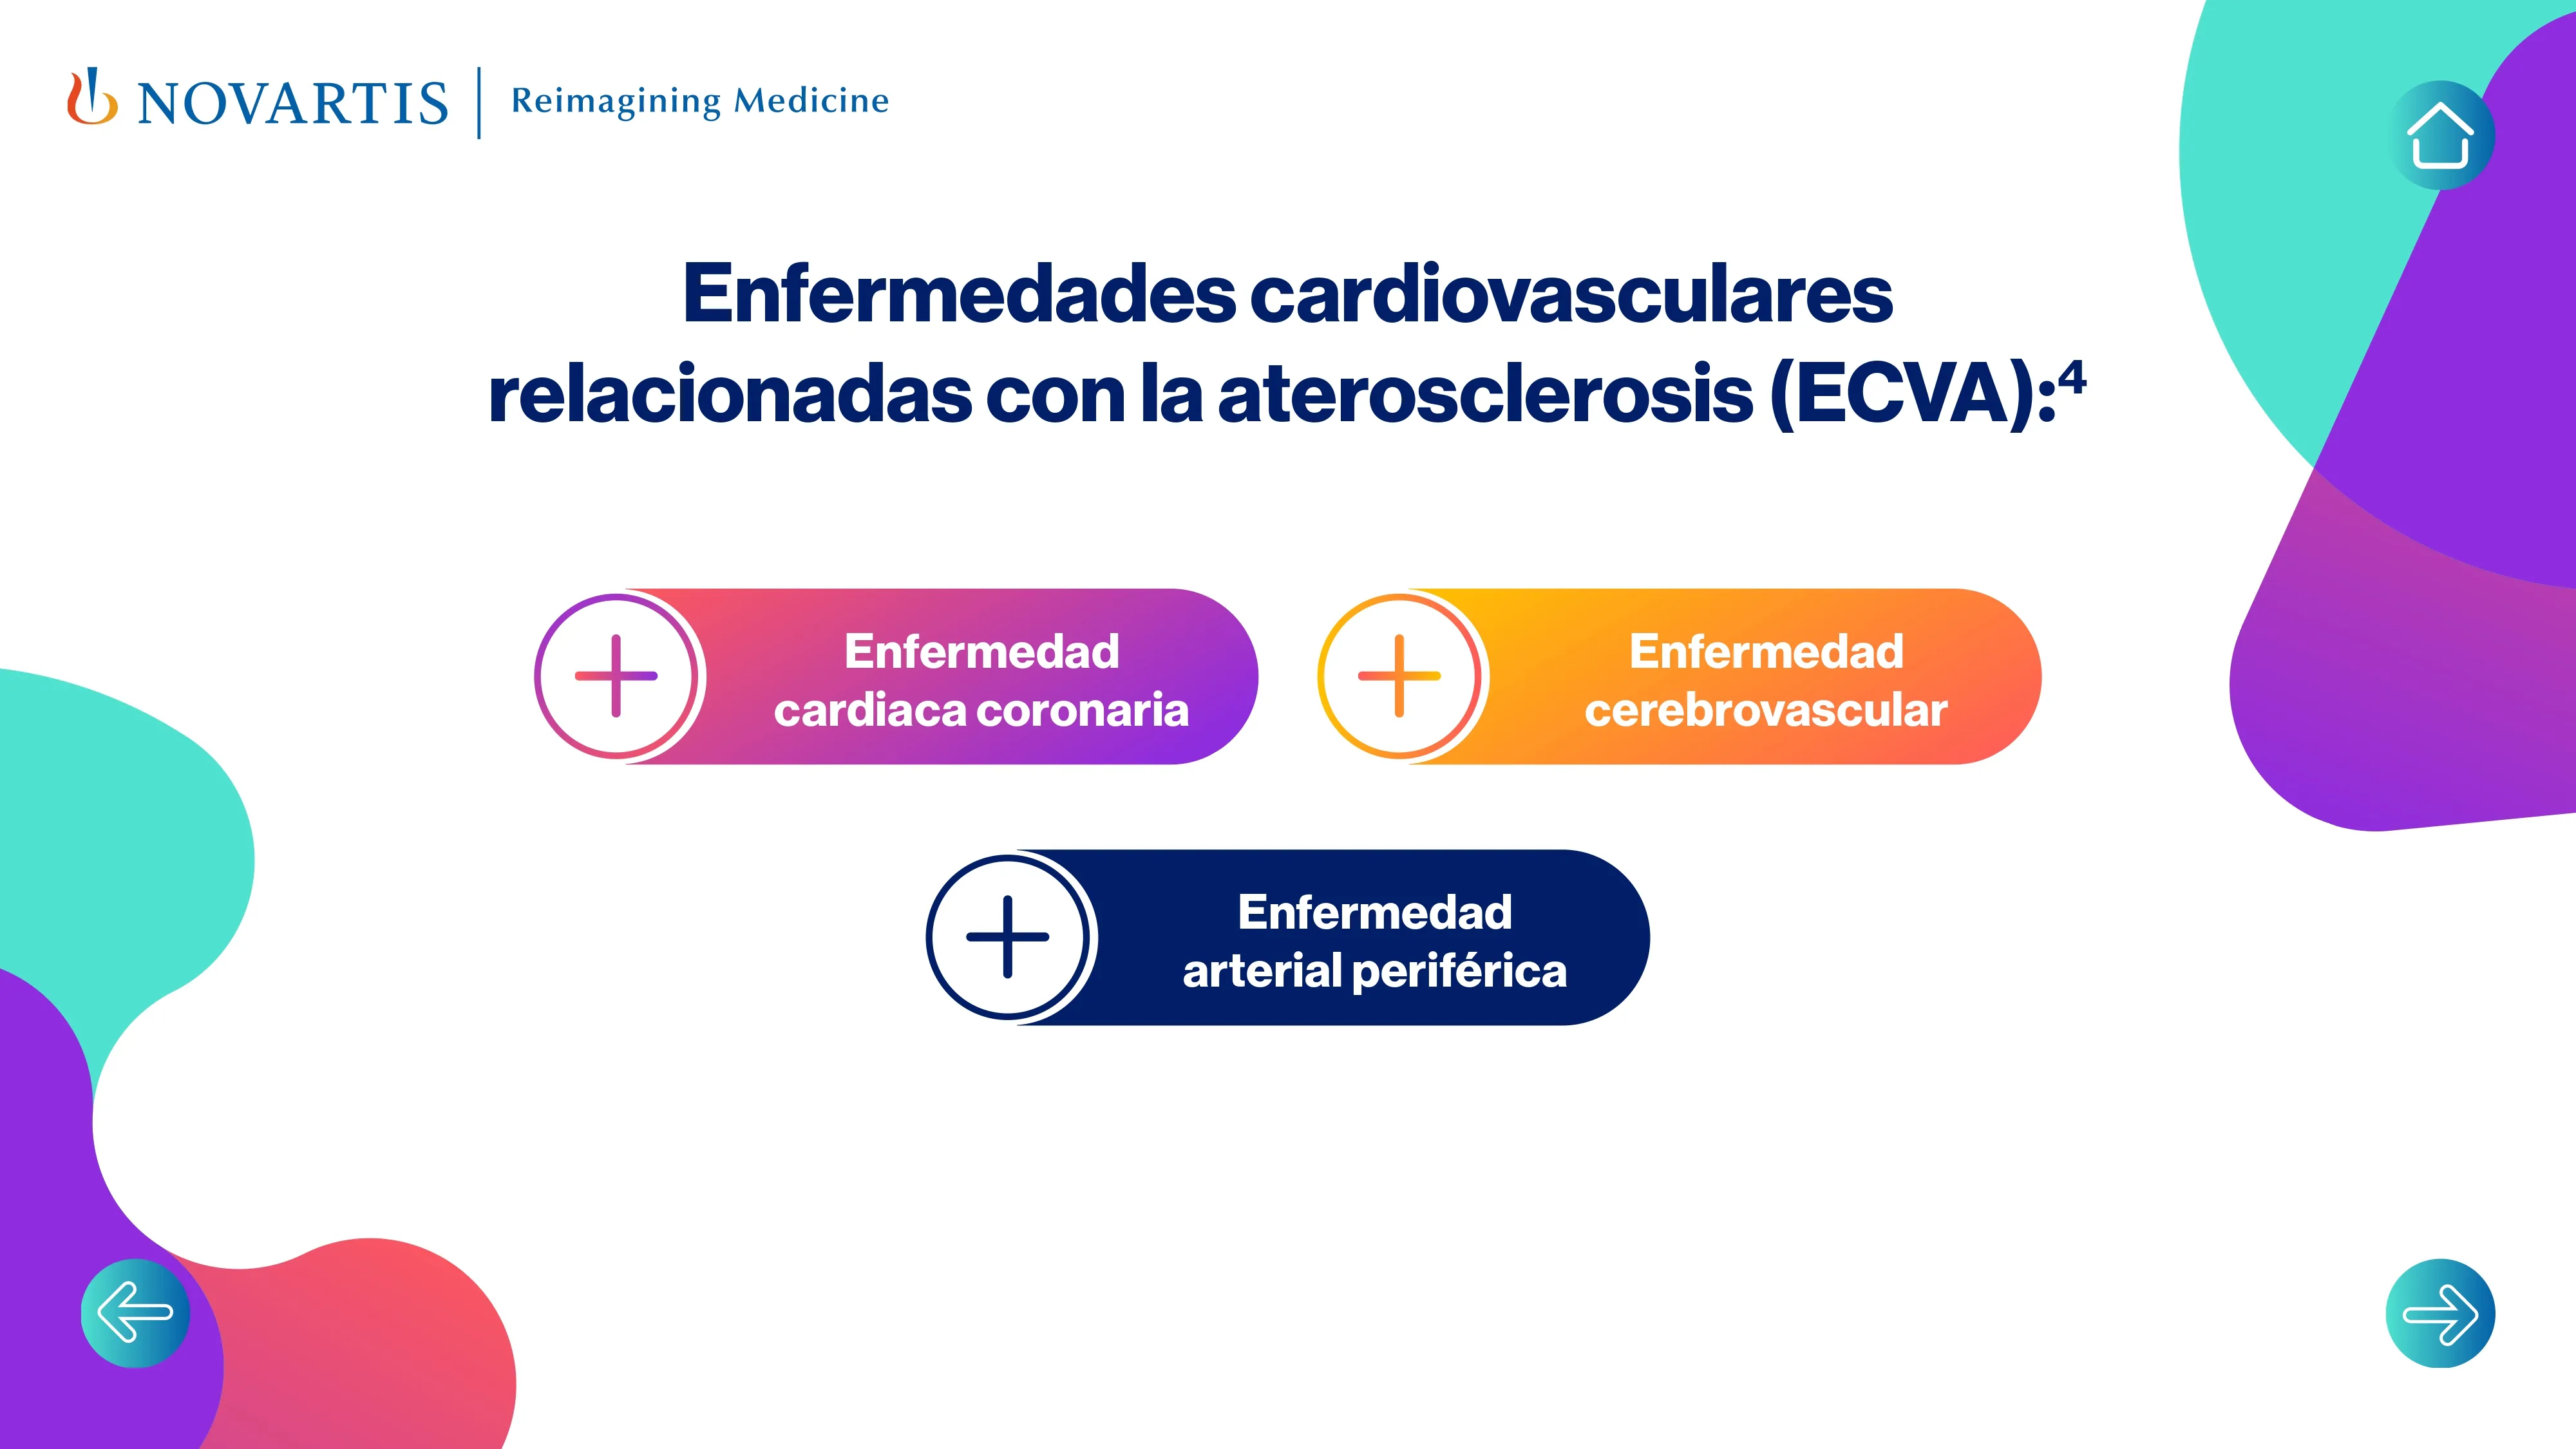 NOVARTIS | Reimagining Medicine
Enfermedades cardiovasculares
relacionadas con la aterosclerosis (ECVA):⁴
Enfermedad
cardiaca coronaria
Enfermedad
cerebrovascular
Enfermedad
arterial periférica